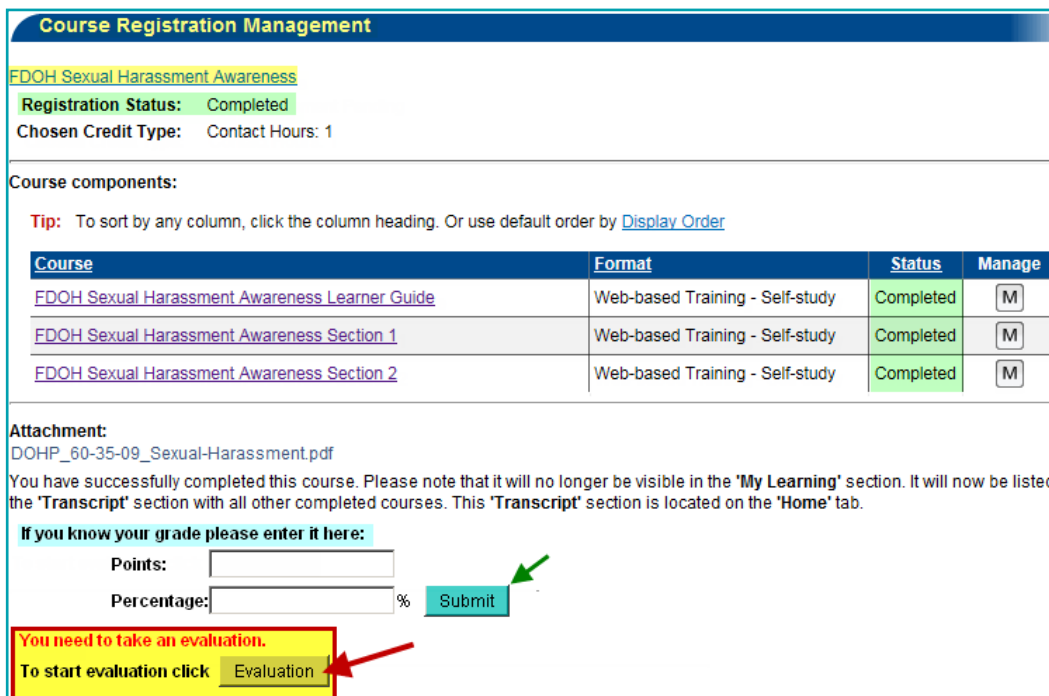 Course Registration Management
FDOH Sexual Harassment Awareness
Registration Status: Completed
Chosen Credit Type: Contact Hours: 1
Course components:
Tip: To sort by any column, click the column heading. Or use default order by Display Order
Course Format Status Manage
FDOH Sexual Harassment Awareness Learner Guide Web-based Training - Self-study Completed M
FDOH Sexual Harassment Awareness Section 1 Web-based Training - Self-study Completed M
FDOH Sexual Harassment Awareness Section 2 Web-based Training - Self-study Completed M
Attachment:
DOHP_60-35-09_Sexual-Harassment.pdf
You have successfully completed this course. Please note that it will no longer be visible in the 'My Learning' section. It will now be listed
the 'Transcript' section with all other completed courses. This 'Transcript' section is located on the 'Home' tab.
If you know your grade please enter it here:
Points:
Percentage: % Submit
You need to take an evaluation.
To start evaluation click Evaluation